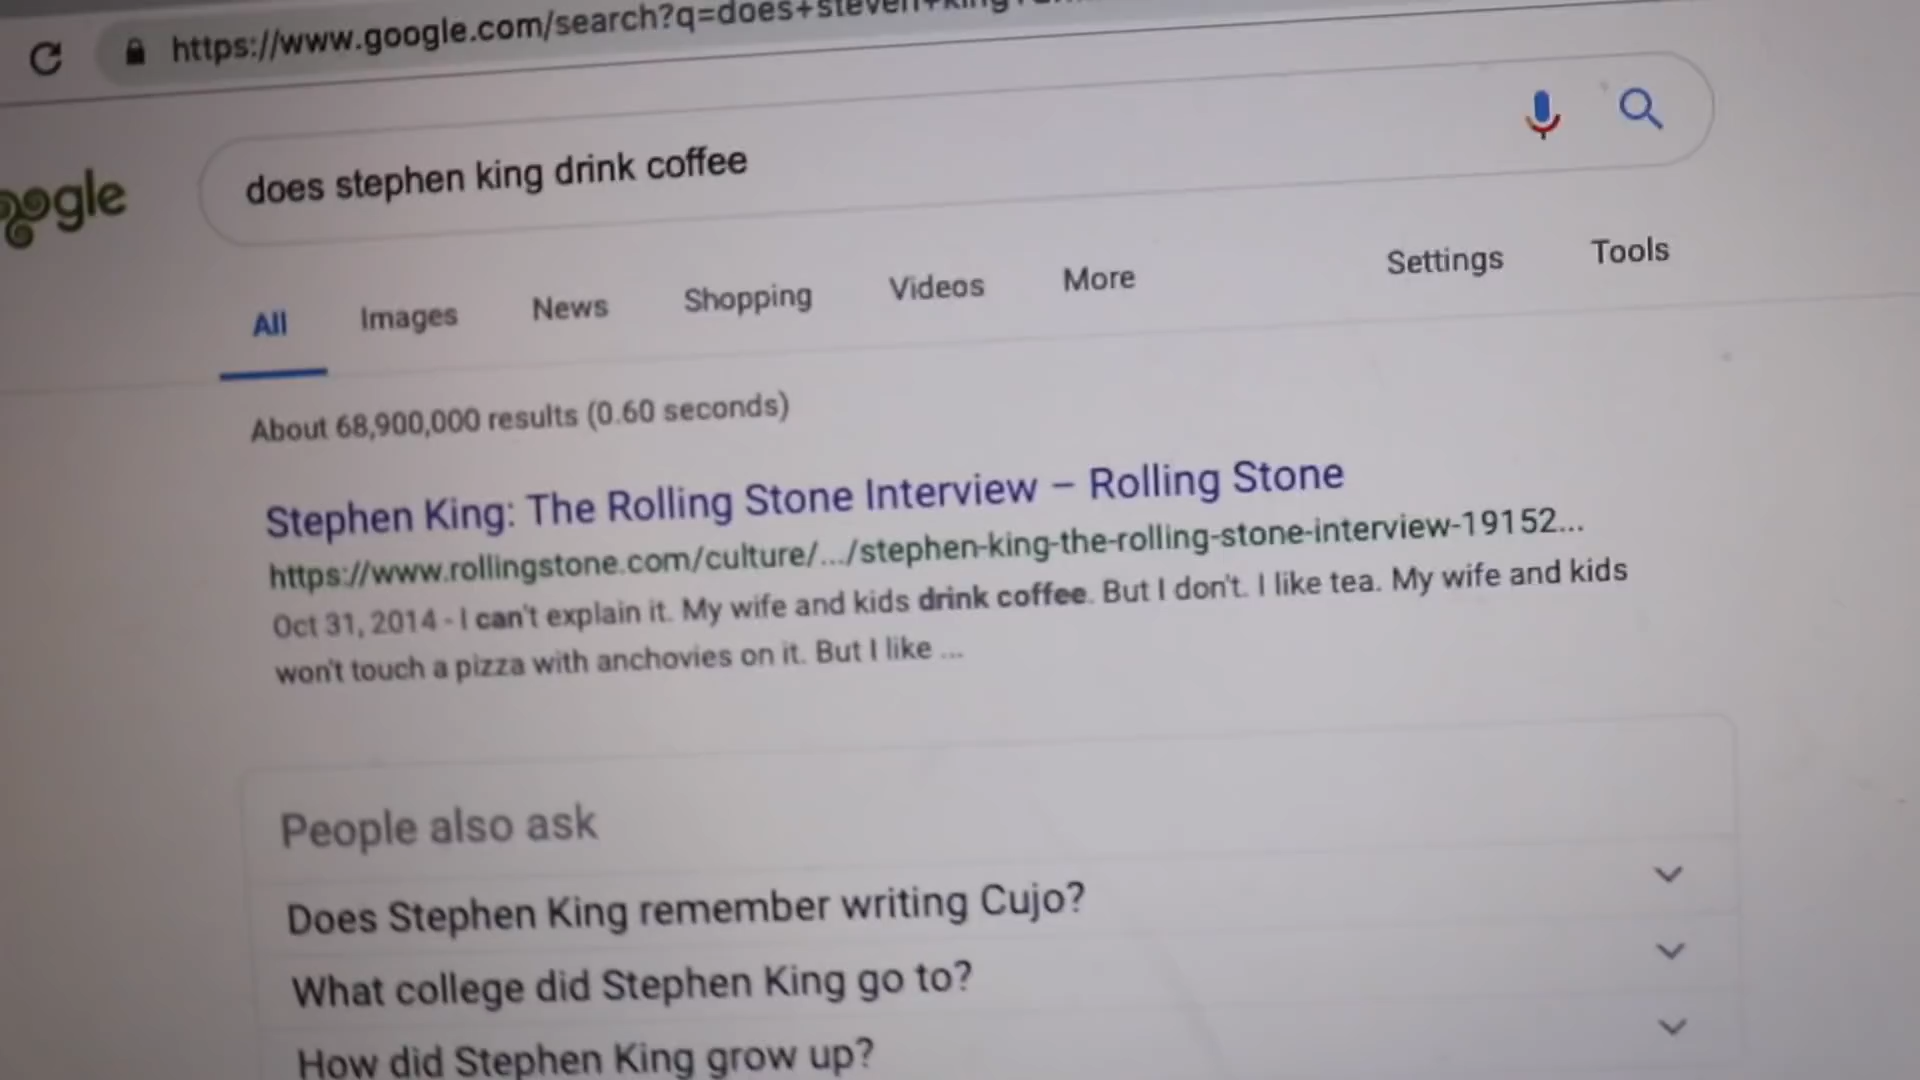 https://www.google.com/search?q=does+steven+king
oogle
does stephen king drink coffee
All Images News Shopping Videos More Settings Tools
About 68,900,000 results (0.60 seconds)
Stephen King: The Rolling Stone Interview – Rolling Stone
https://www.rollingstone.com/culture/.../stephen-king-the-rolling-stone-interview-19152...
Oct 31, 2014 - I can't explain it. My wife and kids drink coffee. But I don't. I like tea. My wife and kids
won't touch a pizza with anchovies on it. But I like ...
People also ask
Does Stephen King remember writing Cujo?
What college did Stephen King go to?
How did Stephen King grow up?